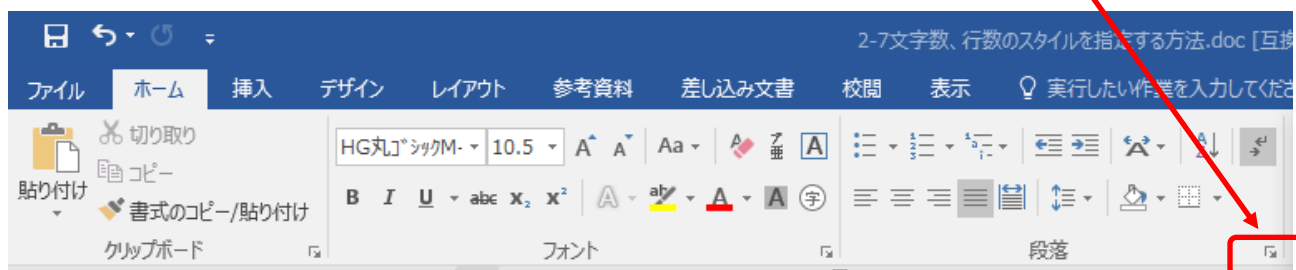 2-7文字数、行数のスタイルを指定する方法.doc [互換
ファイル ホーム 挿入 デザイン レイアウト 参考資料 差し込み文書 校閲 表示 実行したい作業を入力してくださ
切り取り HG丸ゴシックM- 10.5 A A Aa A
コピー
貼り付け 書式のコピー/貼り付け B I U abc X₂ X² A ab A A 字
クリップボード フォント 段落